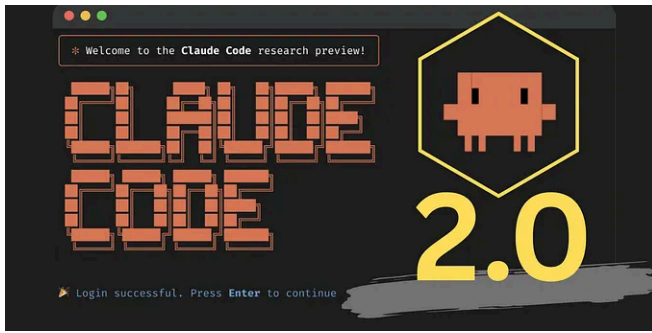 ✻ Welcome to the Claude Code research preview!
CLAUDE
CODE
2.0
🎉 Login successful. Press Enter to continue